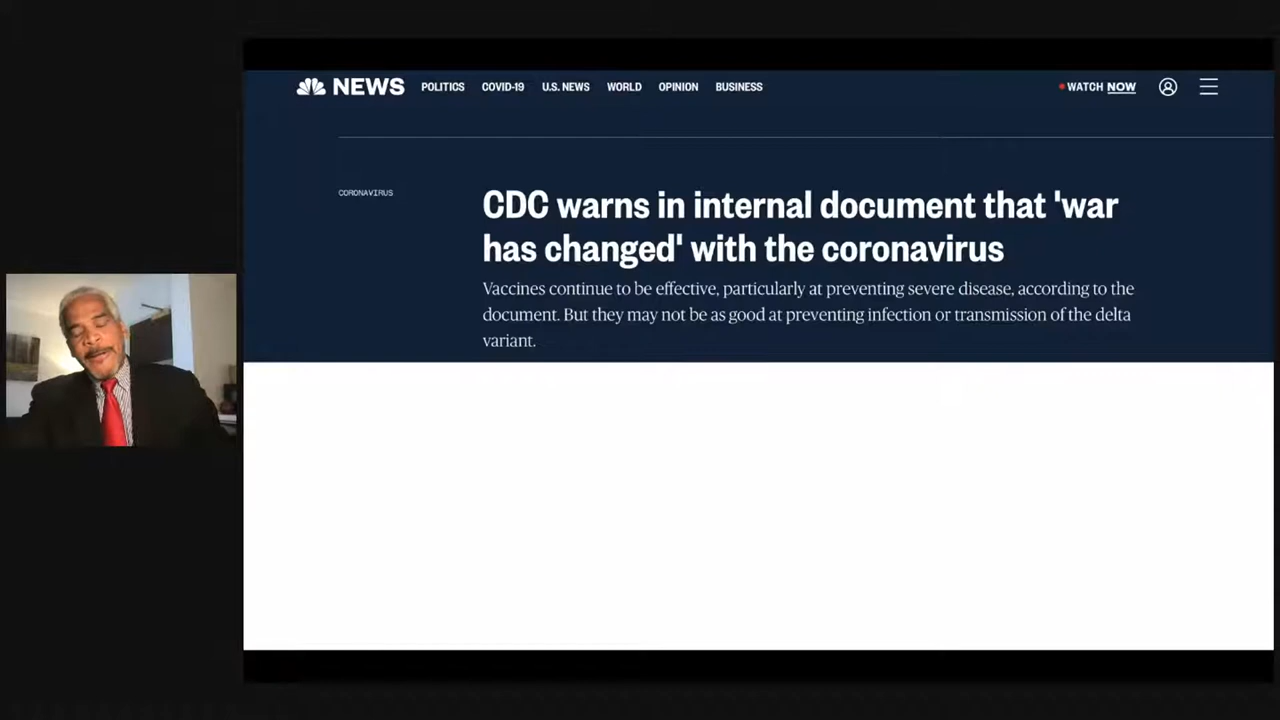 NEWS POLITICS COVID-19 U.S. NEWS WORLD OPINION BUSINESS WATCH NOW
CORONAVIRUS
CDC warns in internal document that 'war
has changed' with the coronavirus
Vaccines continue to be effective, particularly at preventing severe disease, according to the
document. But they may not be as good at preventing infection or transmission of the delta
variant.